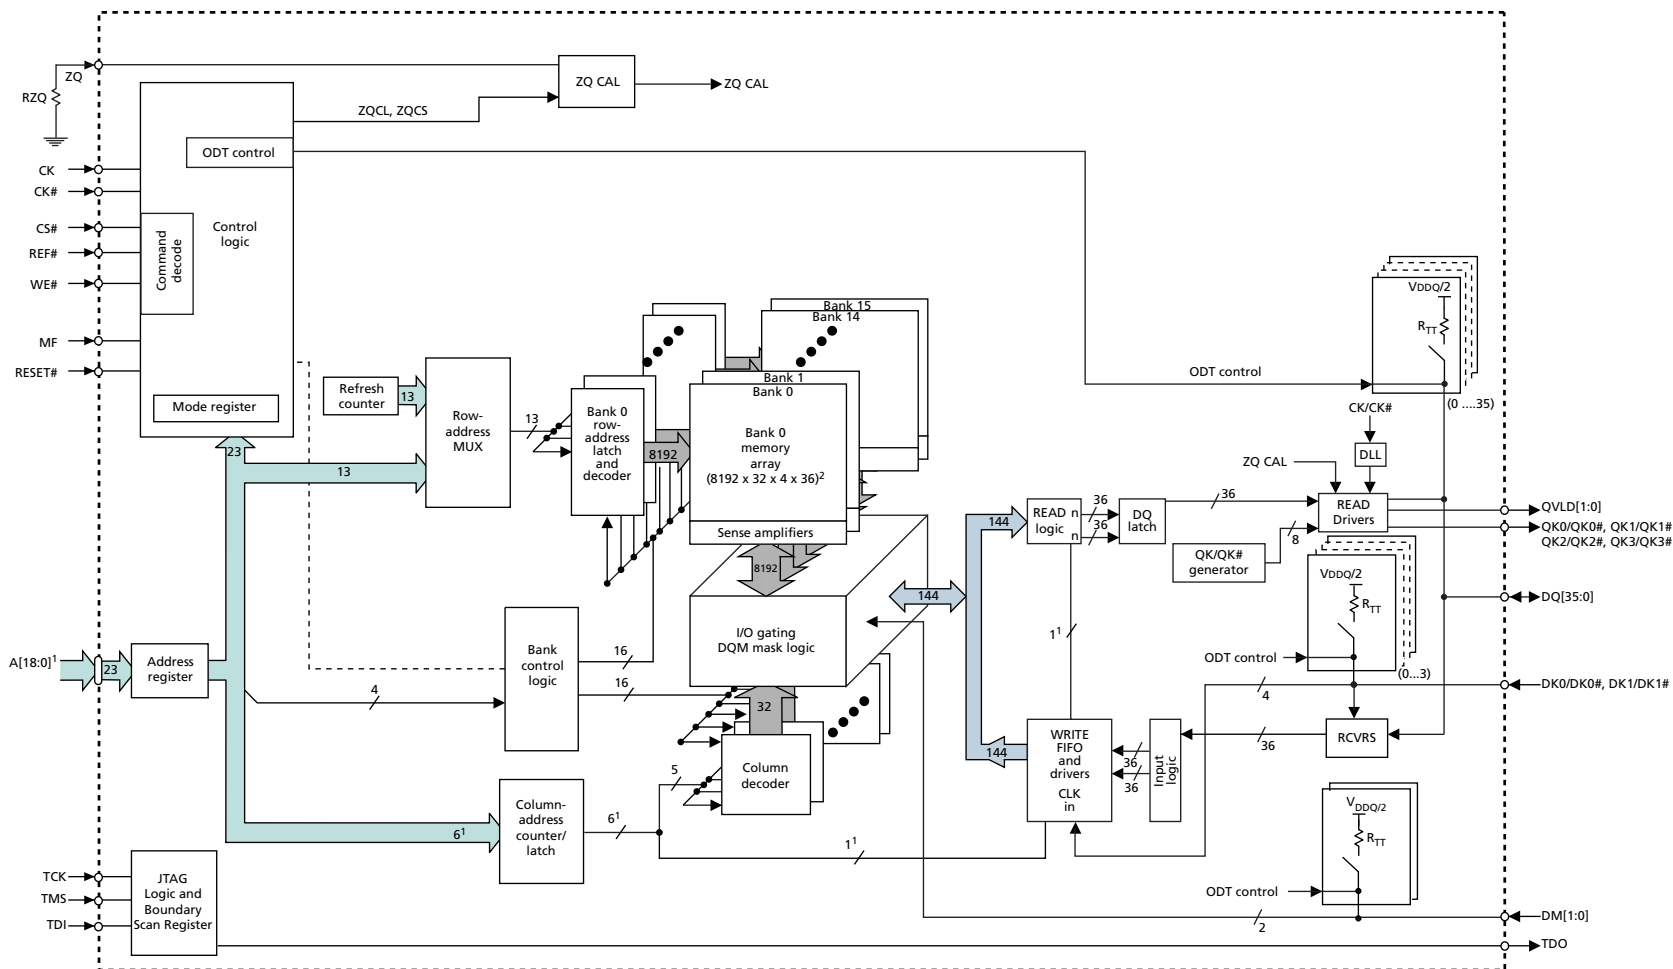 ZQ
RZQ
ZQ CAL
ZQ CAL
ZQCL, ZQCS
ODT control
CK
CK#
CS#
REF#
WE#
MF
RESET#
Command
decode
Control
logic
Mode register
Refresh
counter
13
Row-
address
MUX
13
23
13
Bank 0
row-
address
latch
and
decoder
8192
Bank 15
Bank 14
Bank 1
Bank 0
Bank 0
memory
array
(8192 x 32 x 4 x 36)²
Sense amplifiers
8192
I/O gating
DQM mask logic
32
Column
decoder
5
Bank
control
logic
16
16
A[18:0]¹
23
Address
register
4
6¹
Column-
address
counter/
latch
6¹
1¹
TCK
TMS
TDI
JTAG
Logic and
Boundary
Scan Register
144
144
144
READ n
logic
n
36
36
DQ
latch
36
1¹
WRITE
FIFO
and
drivers
CLK
in
36
36
Input
logic
36
RCVRS
4
ODT control
VDDQ/2
RTT
(0 ....35)
CK/CK#
DLL
ZQ CAL
READ
Drivers
QK/QK#
generator
8
QVLD[1:0]
QK0/QK0#, QK1/QK1#
QK2/QK2#, QK3/QK3#
VDDQ/2
RTT
ODT control
(0...3)
DQ[35:0]
DK0/DK0#, DK1/DK1#
VDDQ/2
RTT
ODT control
2
DM[1:0]
TDO